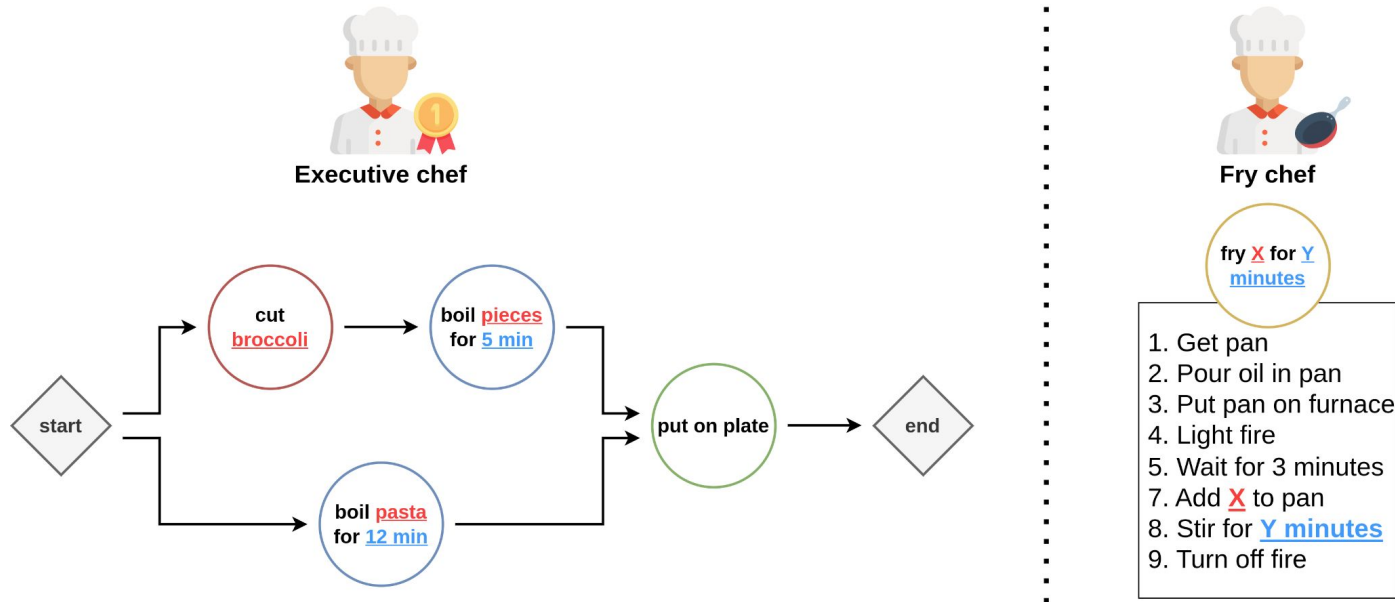 1
Executive chef
start
cut
broccoli
boil pieces
for 5 min
boil pasta
for 12 min
put on plate
end
Fry chef
fry X for Y
minutes
1. Get pan
2. Pour oil in pan
3. Put pan on furnace
4. Light fire
5. Wait for 3 minutes
7. Add X to pan
8. Stir for Y minutes
9. Turn off fire